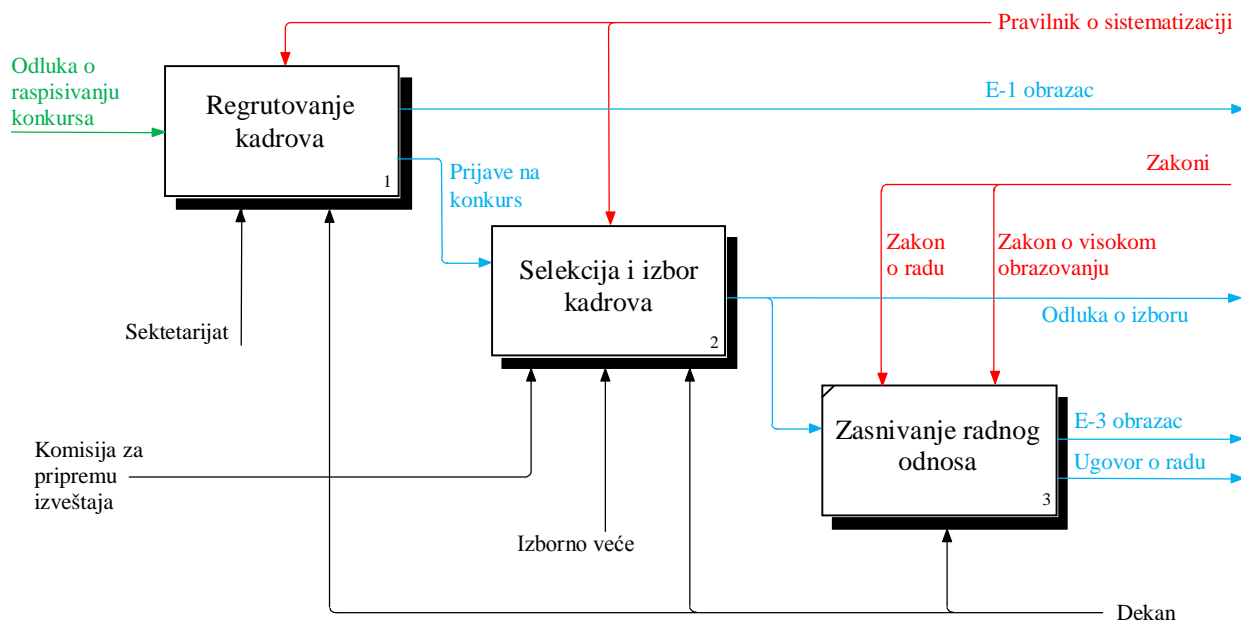 Pravilnik o sistematizaciji
Odluka o
raspisivanju
konkursa
Regrutovanje
kadrova
1
E-1 obrazac
Prijave na
konkurs
Zakoni
Zakon
o radu
Zakon o visokom
obrazovanju
Selekcija i izbor
kadrova
2
Odluka o izboru
Sektetarijat
Zasnivanje radnog
odnosa
3
E-3 obrazac
Ugovor o radu
Komisija za
pripremu
izveštaja
Izborno veće
Dekan